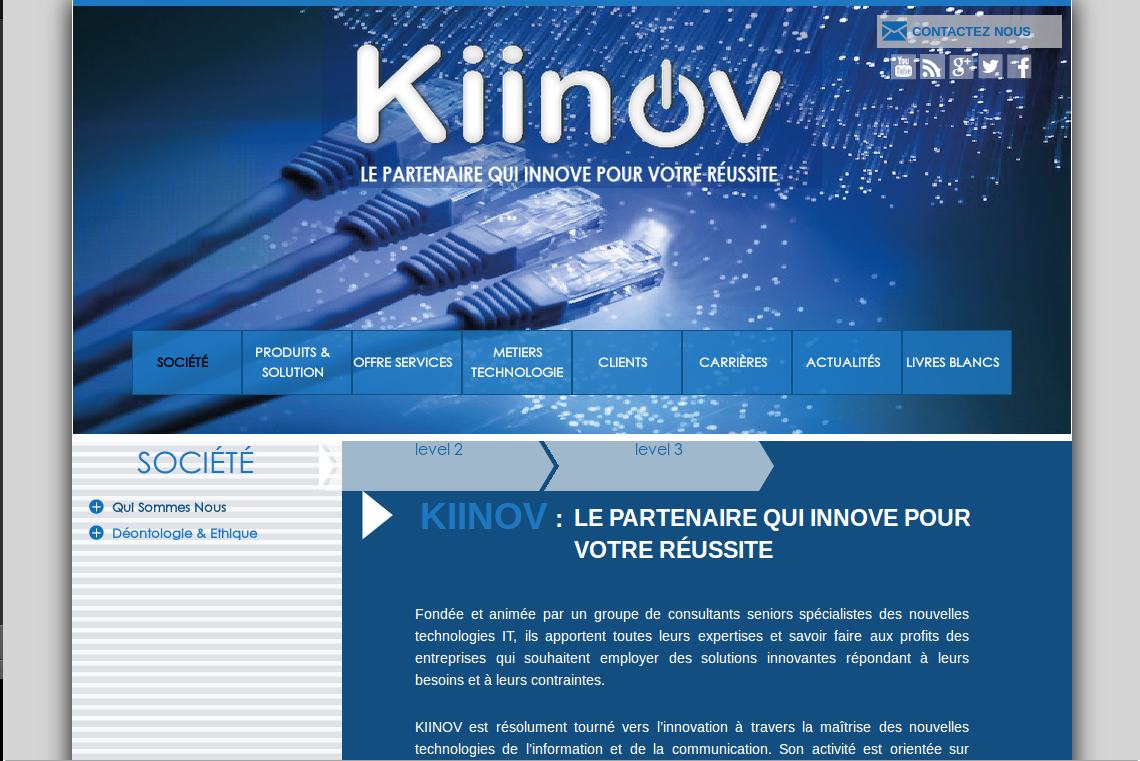 CONTACTEZ NOUS
You Tube
g+
Kiinov
LE PARTENAIRE QUI INNOVE POUR VOTRE RÉUSSITE
SOCIÉTÉ
PRODUITS &
SOLUTION
OFFRE SERVICES
METIERS
TECHNOLOGIE
CLIENTS
CARRIÈRES
ACTUALITÉS
LIVRES BLANCS
SOCIÉTÉ
Qui Sommes Nous
Déontologie & Ethique
level 2
level 3
KIINOV : LE PARTENAIRE QUI INNOVE POUR
VOTRE RÉUSSITE
Fondée et animée par un groupe de consultants seniors spécialistes des nouvelles
technologies IT, ils apportent toutes leurs expertises et savoir faire aux profits des
entreprises qui souhaitent employer des solutions innovantes répondant à leurs
besoins et à leurs contraintes.
KIINOV est résolument tourné vers l'innovation à travers la maîtrise des nouvelles
technologies de l'information et de la communication. Son activité est orientée sur